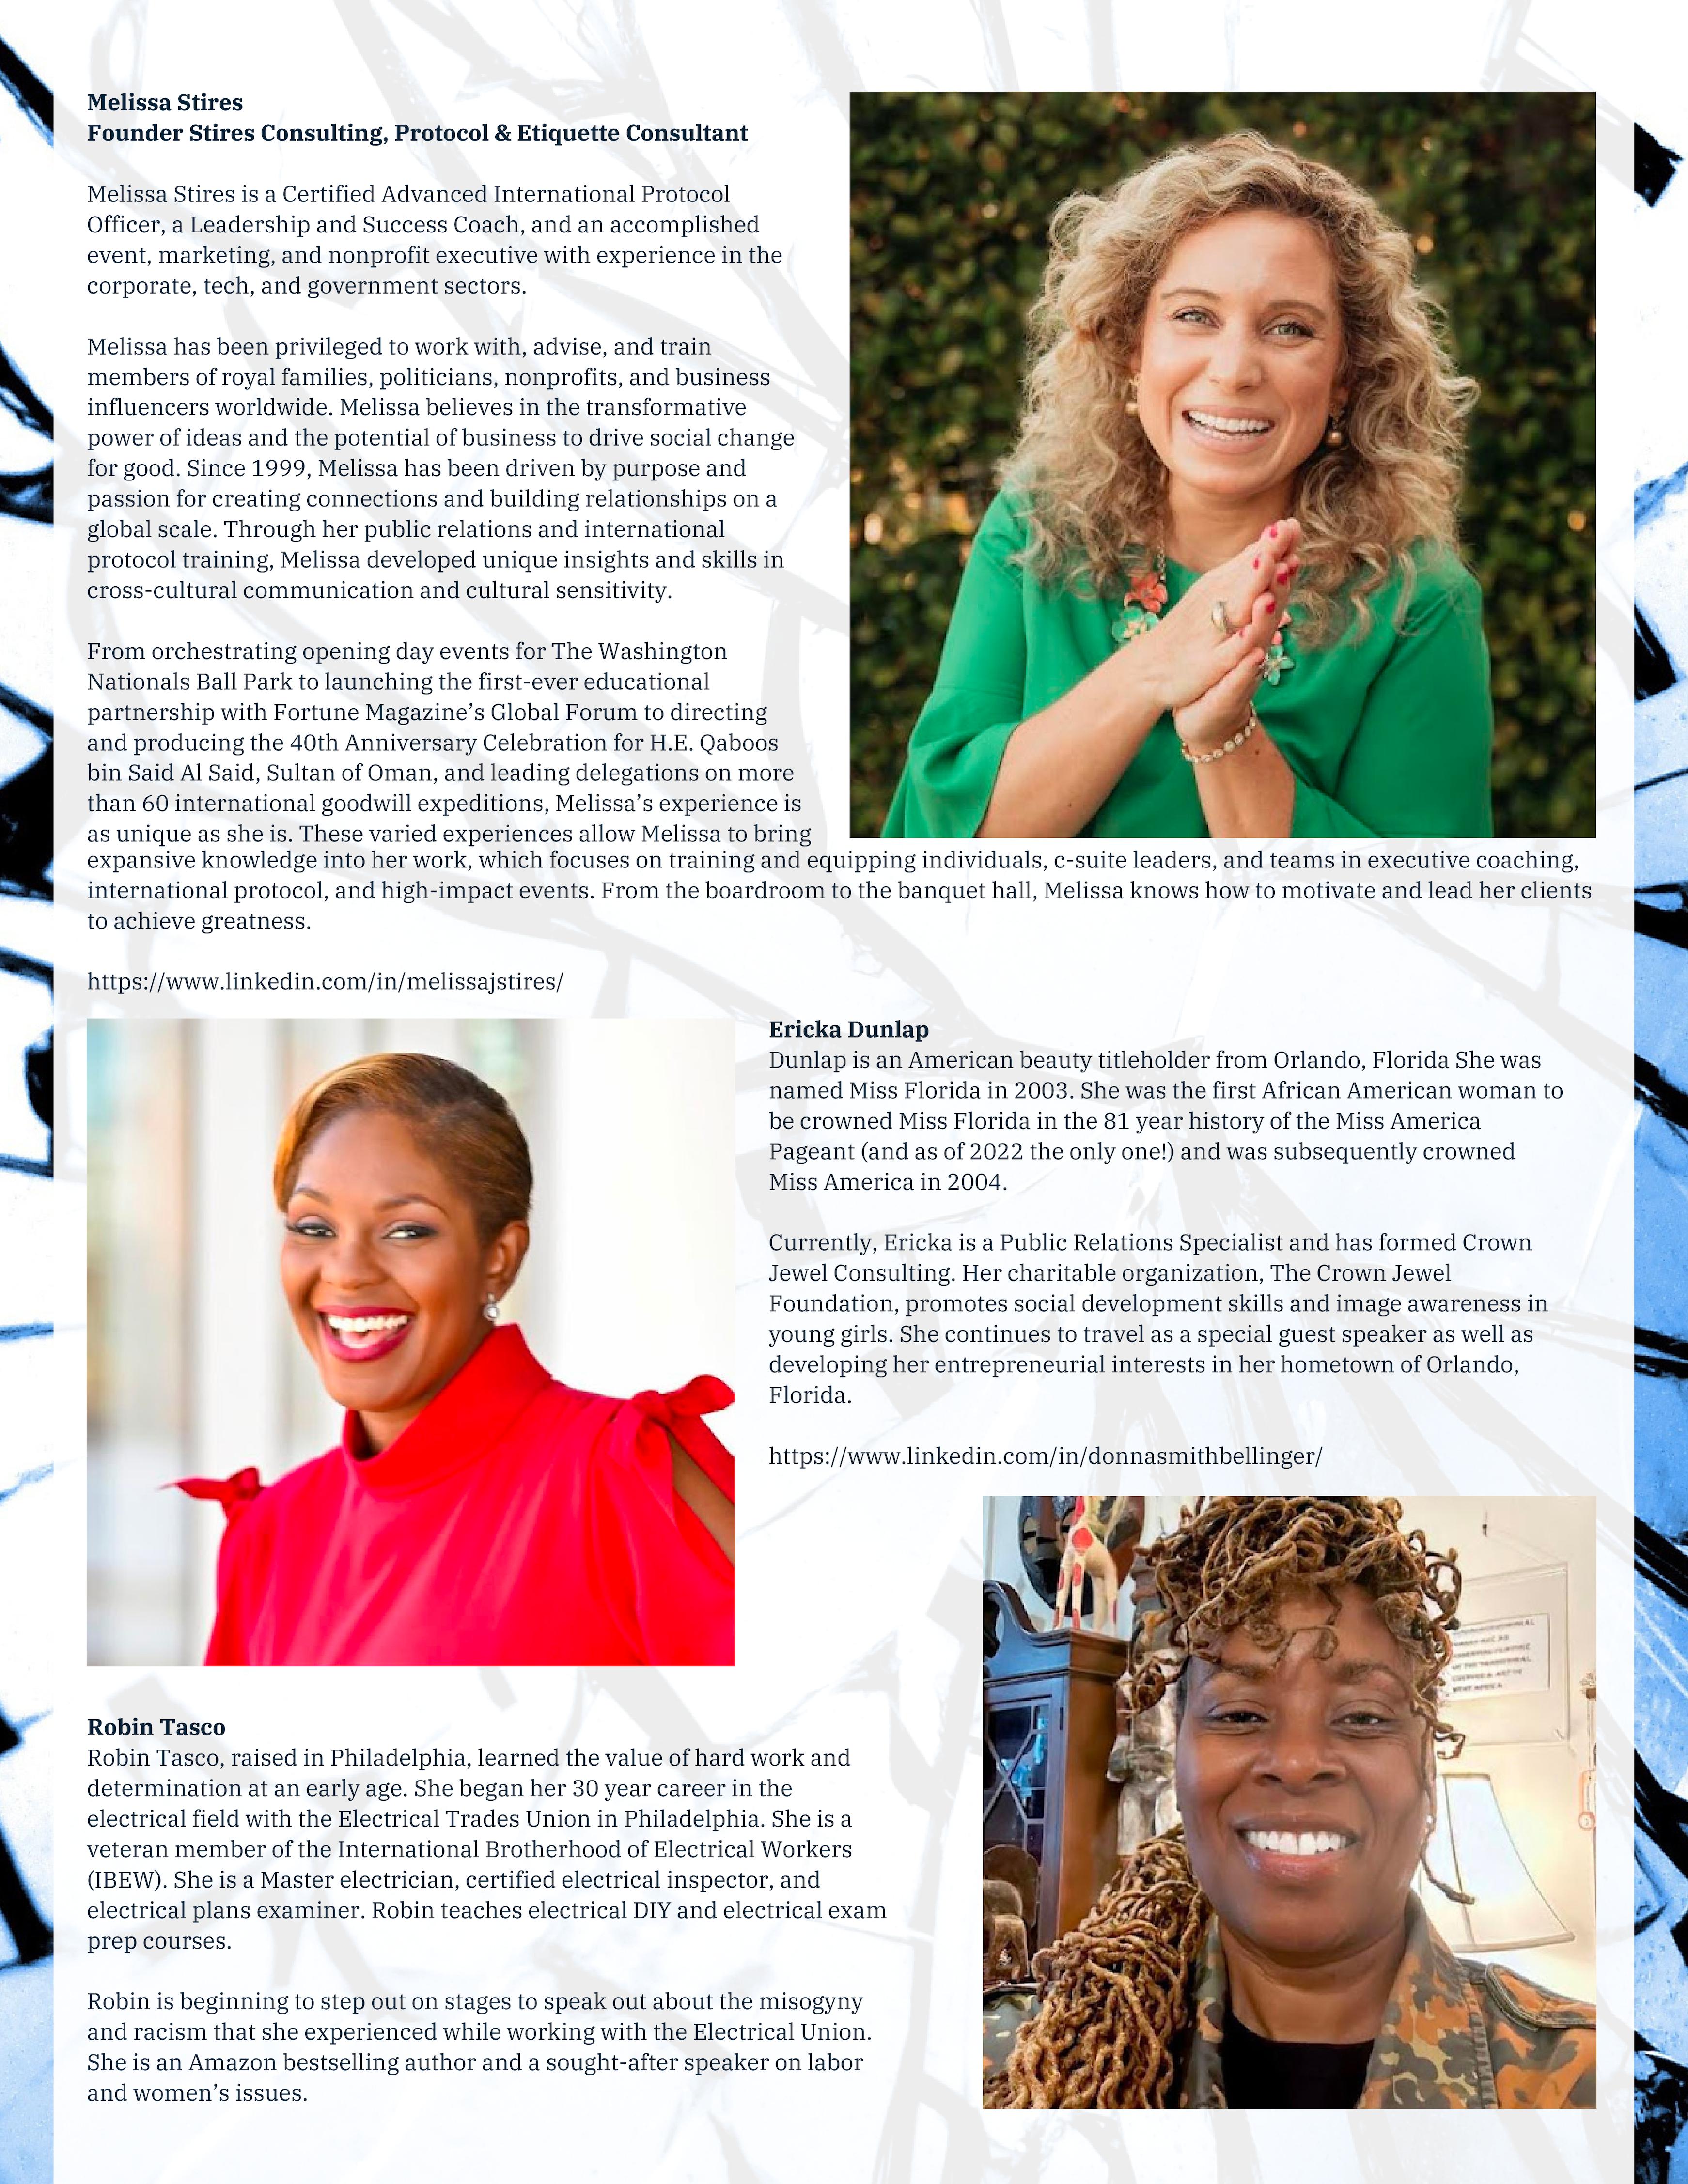 Melissa Stires
Founder Stires Consulting, Protocol & Etiquette Consultant
Melissa Stires is a Certified Advanced International Protocol
Officer, a Leadership and Success Coach, and an accomplished
event, marketing, and nonprofit executive with experience in the
corporate, tech, and government sectors.
Melissa has been privileged to work with, advise, and train
members of royal families, politicians, nonprofits, and business
influencers worldwide. Melissa believes in the transformative
power of ideas and the potential of business to drive social change
for good. Since 1999, Melissa has been driven by purpose and
passion for creating connections and building relationships on a
global scale. Through her public relations and international
protocol training, Melissa developed unique insights and skills in
cross-cultural communication and cultural sensitivity.
From orchestrating opening day events for The Washington
Nationals Ball Park to launching the first-ever educational
partnership with Fortune Magazine’s Global Forum to directing
and producing the 40th Anniversary Celebration for H.E. Qaboos
bin Said Al Said, Sultan of Oman, and leading delegations on more
than 60 international goodwill expeditions, Melissa’s experience is
as unique as she is. These varied experiences allow Melissa to bring
expansive knowledge into her work, which focuses on training and equipping individuals, c-suite leaders, and teams in executive coaching,
international protocol, and high-impact events. From the boardroom to the banquet hall, Melissa knows how to motivate and lead her clients
to achieve greatness.
https://www.linkedin.com/in/melissajstires/
Ericka Dunlap
Dunlap is an American beauty titleholder from Orlando, Florida She was
named Miss Florida in 2003. She was the first African American woman to
be crowned Miss Florida in the 81 year history of the Miss America
Pageant (and as of 2022 the only one!) and was subsequently crowned
Miss America in 2004.
Currently, Ericka is a Public Relations Specialist and has formed Crown
Jewel Consulting. Her charitable organization, The Crown Jewel
Foundation, promotes social development skills and image awareness in
young girls. She continues to travel as a special guest speaker as well as
developing her entrepreneurial interests in her hometown of Orlando,
Florida.
https://www.linkedin.com/in/donnasmithbellinger/
Robin Tasco
Robin Tasco, raised in Philadelphia, learned the value of hard work and
determination at an early age. She began her 30 year career in the
electrical field with the Electrical Trades Union in Philadelphia. She is a
veteran member of the International Brotherhood of Electrical Workers
(IBEW). She is a Master electrician, certified electrical inspector, and
electrical plans examiner. Robin teaches electrical DIY and electrical exam
prep courses.
Robin is beginning to step out on stages to speak out about the misogyny
and racism that she experienced while working with the Electrical Union.
She is an Amazon bestselling author and a sought-after speaker on labor
and women’s issues.